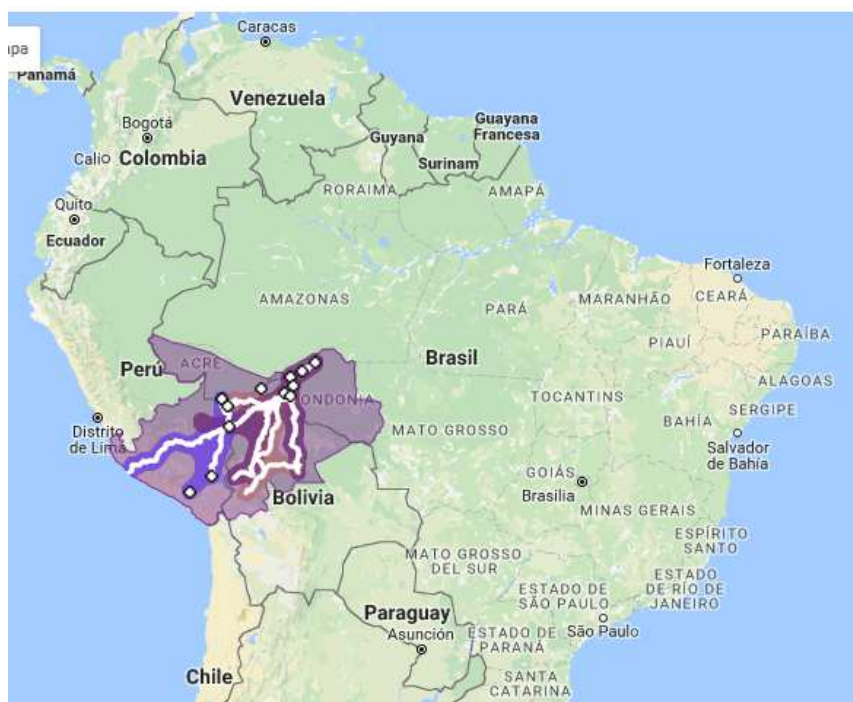 Caracas
apa
Panamá
Venezuela
Bogotá
Guyana
Guayana
Francesa
Cali
Colombia
Surinam
RORAIMA
AMAPÁ
Quito
Ecuador
Fortaleza
AMAZONAS
PARÁ
MARANHÃO
CEARÁ
PARAÍBA
PIAUÍ
Perú
ACRE
Brasil
ALAGOAS
TOCANTINS
ONDONIA
SERGIPE
Distrito
de Lima
MATO GROSSO
BAHÍA
Salvador
de Bahía
GOIÁS
Brasilia
Bolivia
MINAS GERAIS
ESPÍRITO
SANTO
MATO GROSSO
DEL SUR
ESTADO DE
SÃO PAULO
ESTADO
DE RÍO DE
JANEIRO
Paraguay
Asunción
ESTADO DE
PARANÁ
São Paulo
Chile
SANTA
CATARINA